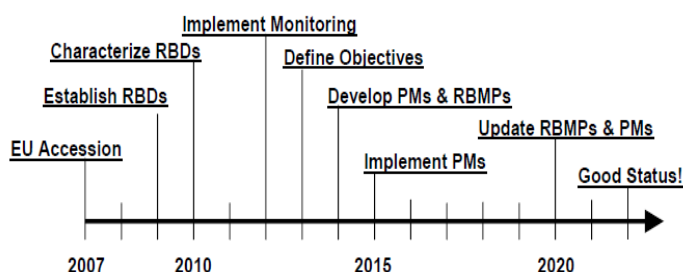 Implement Monitoring
Characterize RBDs
Define Objectives
Establish RBDs
Develop PMs & RBMPs
Update RBMPs & PMs
EU Accession
Implement PMs
Good Status!
2007
2010
2015
2020